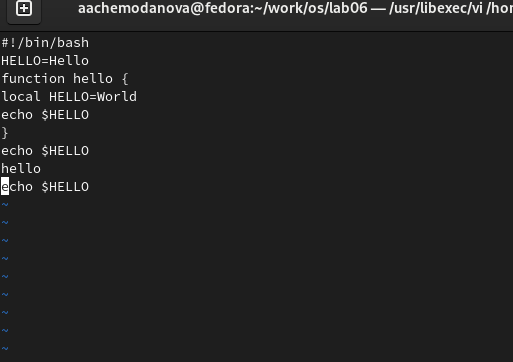 aachemodanova@fedora:~/work/os/lab06 — /usr/libexec/vi /hor
#!/bin/bash
HELLO=Hello
function hello {
local HELLO=World
echo $HELLO
}
echo $HELLO
hello
echo $HELLO
~
~
~
~
~
~
~
~
~